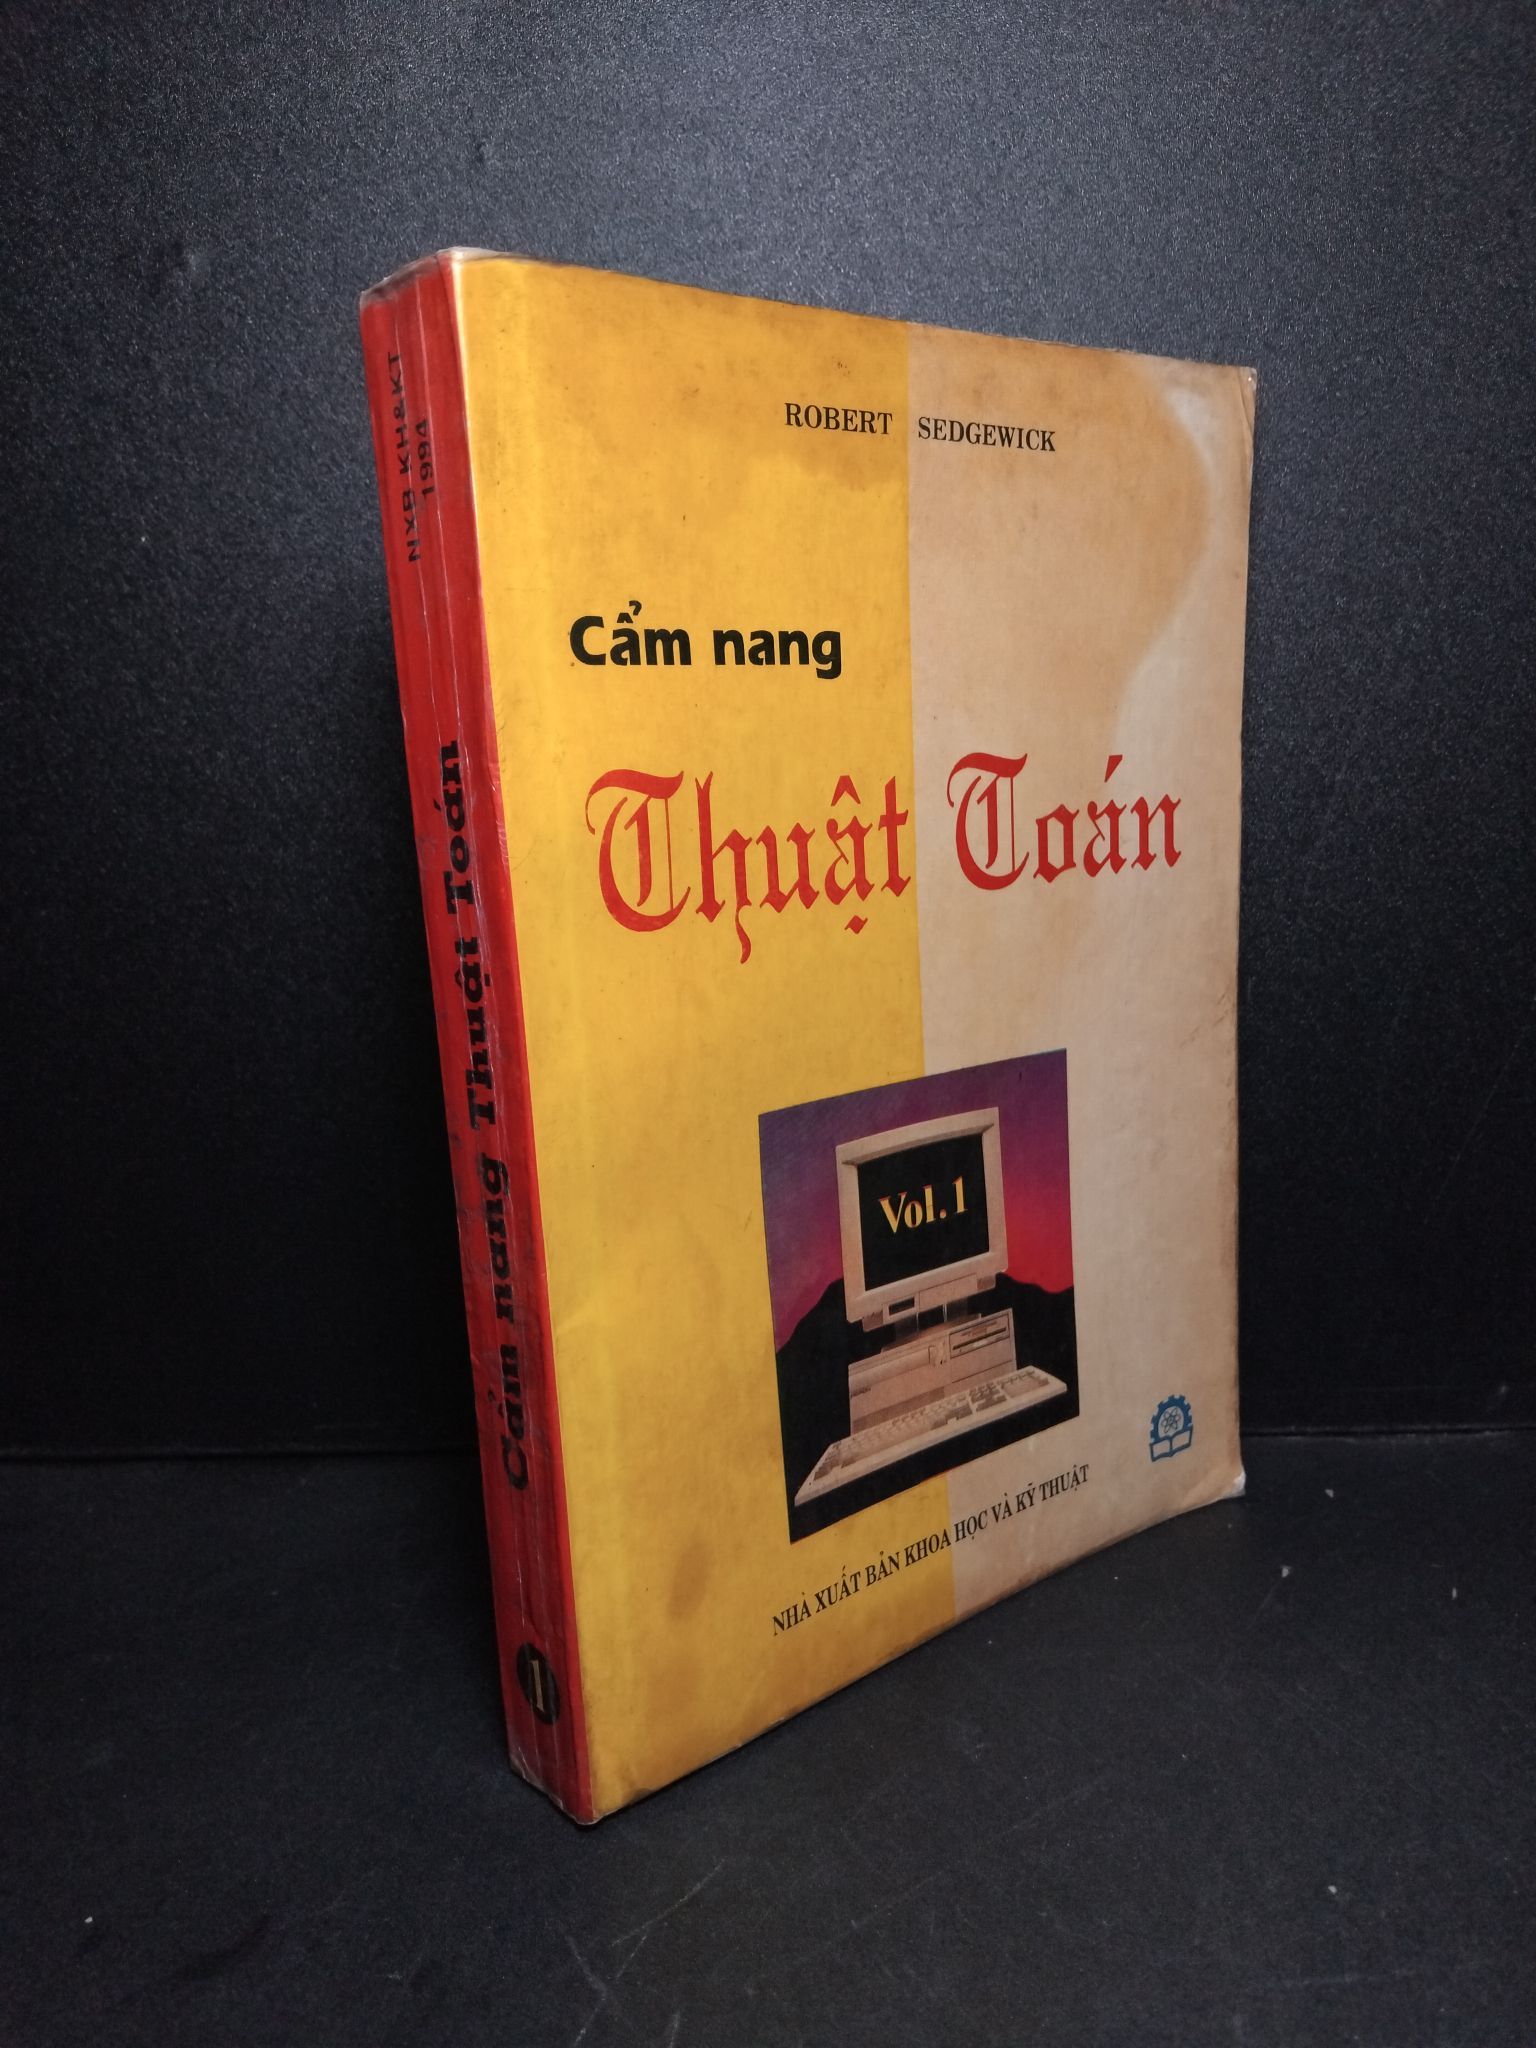 ROBERT SEDGEWICK
Cẩm nang
Thuật Toán
Vol.1
NHÀ XUẤT BẢN KHOA HỌC VÀ KỸ THUẬT
NXB KH&KT
1994
Cẩm nang Thuật Toán
1